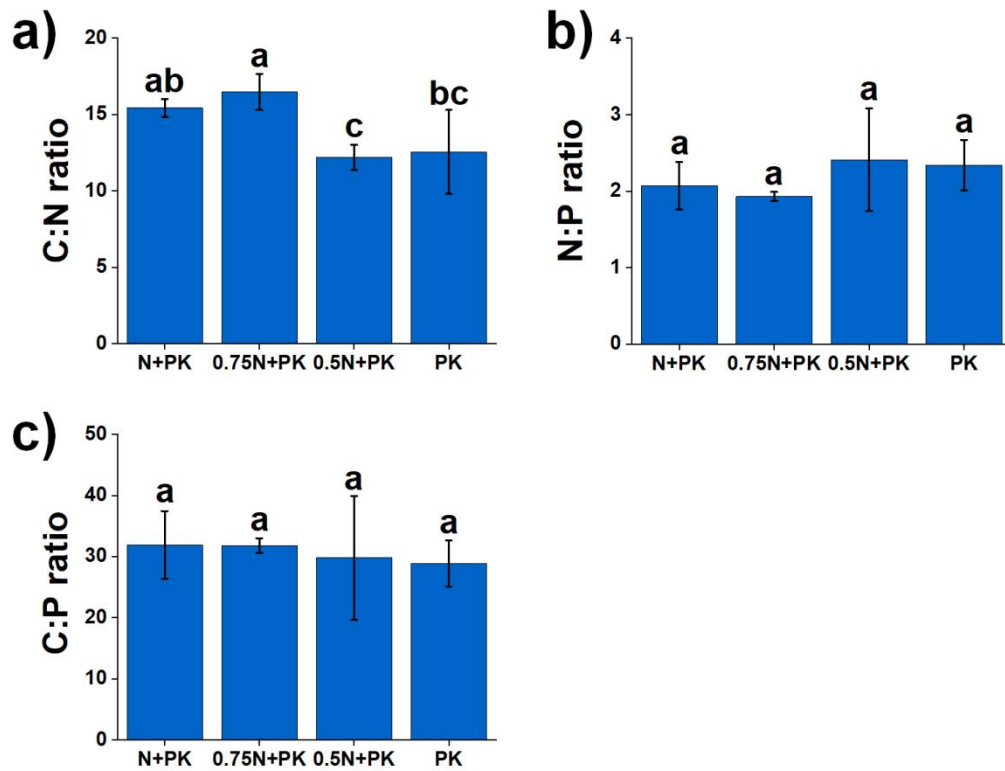 a)
20
15
10
5
0
C:N ratio
ab
a
c
bc
N+PK 0.75N+PK 0.5N+PK PK
b)
4
3
2
1
0
N:P ratio
a
a
a
a
N+PK 0.75N+PK 0.5N+PK PK
c)
50
40
30
20
10
0
C:P ratio
a
a
a
a
N+PK 0.75N+PK 0.5N+PK PK